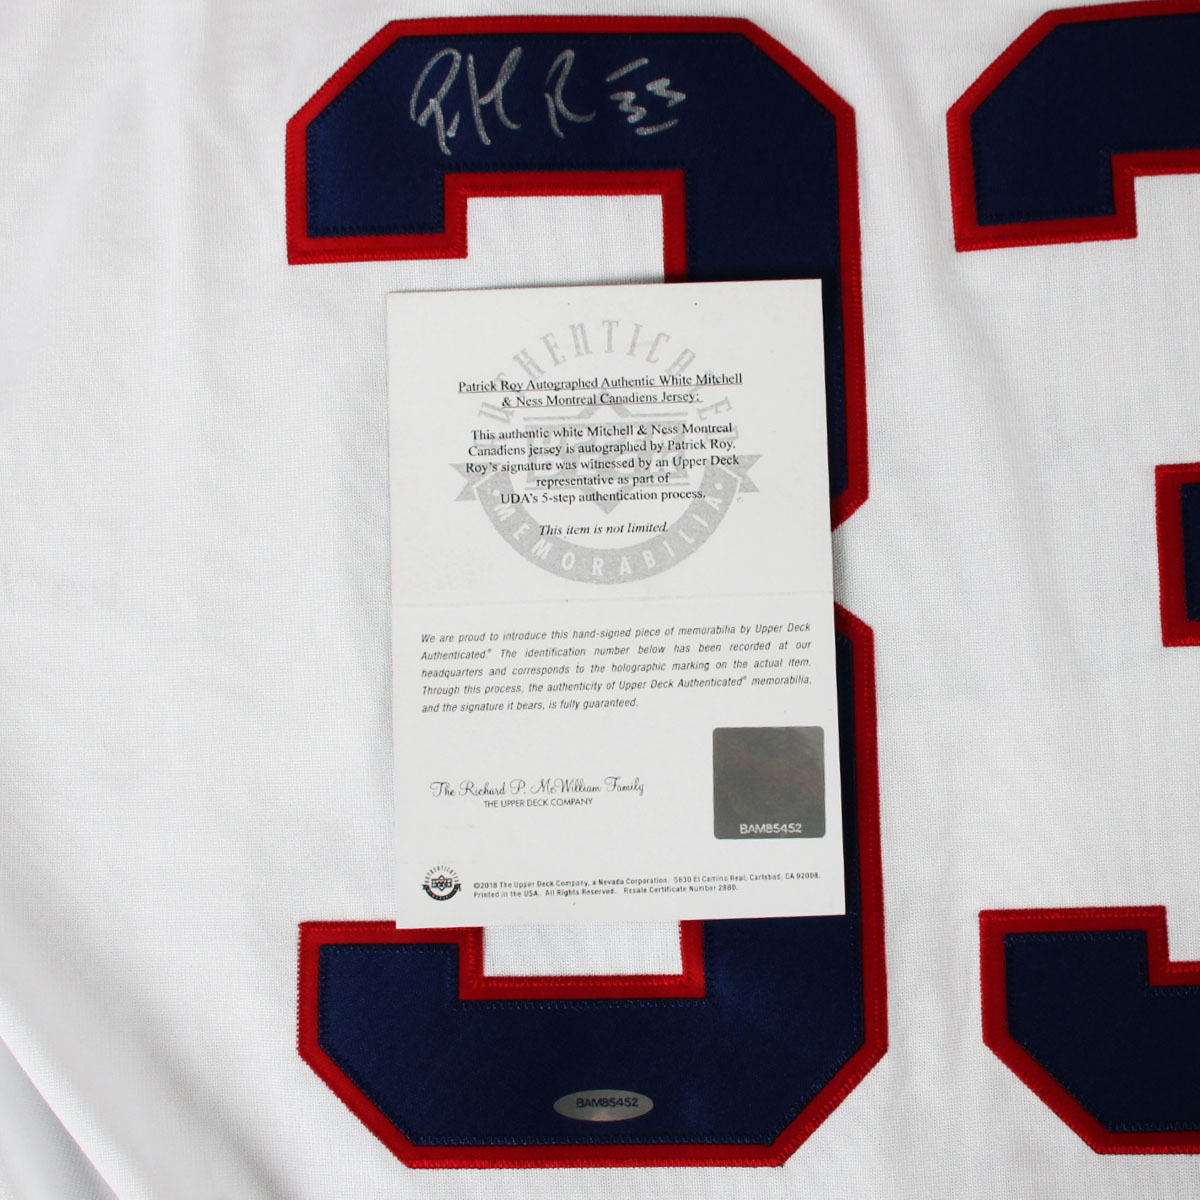 33
AUTHENTICATED
Patrick Roy Autographed Authentic White Mitchell
& Ness Montreal Canadiens Jersey:
This authentic white Mitchell & Ness Montreal
Canadiens jersey is autographed by Patrick Roy.
Roy's signature was witnessed by an Upper Deck
representative as part of
UDA's 5-step authentication process.
This item is not limited.
MEMORABILIA
We are proud to introduce this hand-signed piece of memorabilia by Upper Deck
Authenticated.® The identification number below has been recorded at our
headquarters and corresponds to the holographic marking on the actual item.
Through this process, the authenticity of Upper Deck Authenticated® memorabilia,
and the signature it bears, is fully guaranteed.
The Richard P. McWilliam Family
THE UPPER DECK COMPANY
BAM85452
©2018 The Upper Deck Company, a Nevada Corporation. 5830 El Camino Real, Carlsbad, CA 92008.
Printed in the USA. All Rights Reserved. Resale Certificate Number 2880.
BAM85452